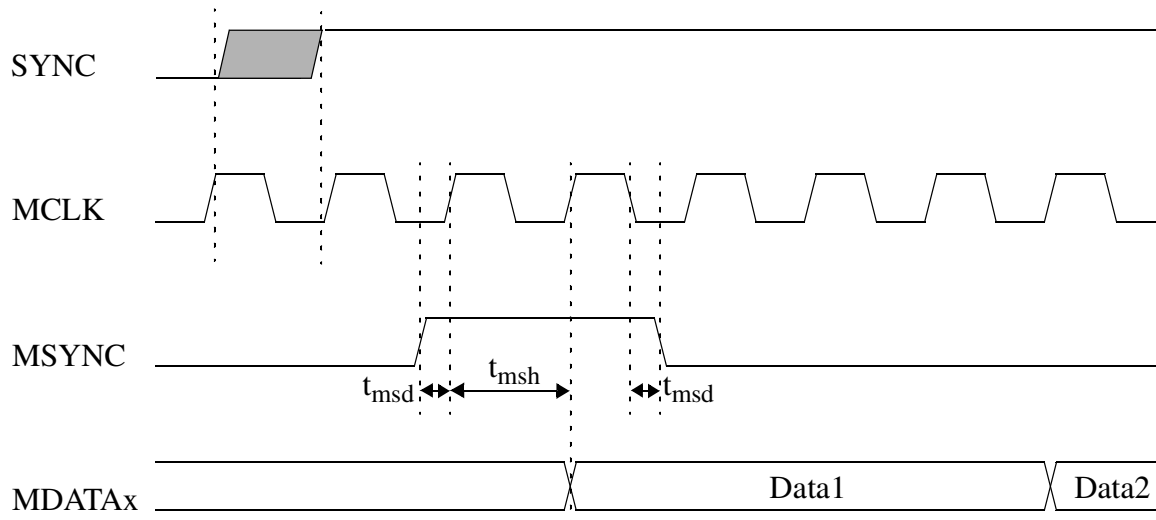 SYNC
MCLK
MSYNC
tmsd tmsh tmsd
MDATAx Data1 Data2